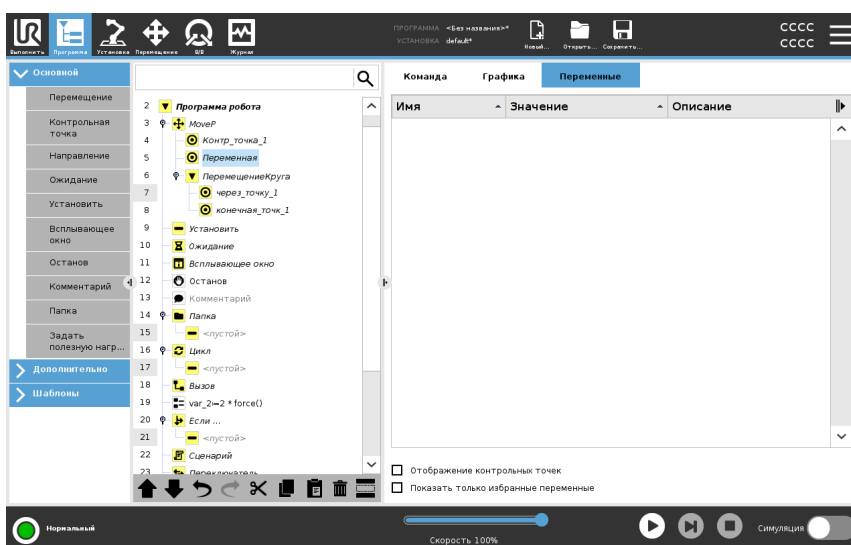 ПРОГРАММА <Без названия>*
УСТАНОВКА default*
Выполнить Программа Установка Перемещение В/В Журнал
Новый... Открыть... Сохранить...
CCCC
CCCC
Основной
Перемещение
Контрольная
точка
Направление
Ожидание
Установить
Всплывающее
окно
Останов
Комментарий
Папка
Задать
полезную нагр...
Дополнительно
Шаблоны
2 Программа робота
3 MoveP
4 Контр_точка_1
5 Переменная
6 ПеремещениеКруга
7 через_точку_1
8 конечная_точк_1
9 Установить
10 Ожидание
11 Всплывающее окно
12 Останов
13 Комментарий
14 Папка
15 <пустой>
16 Цикл
17 <пустой>
18 Вызов
19 var_2≔2 * force()
20 Если ...
21 <пустой>
22 Сценарий
23 Переключатель
Команда Графика Переменные
Имя Значение Описание
Отображение контрольных точек
Показать только избранные переменные
Нормальный
Скорость 100%
Симуляция